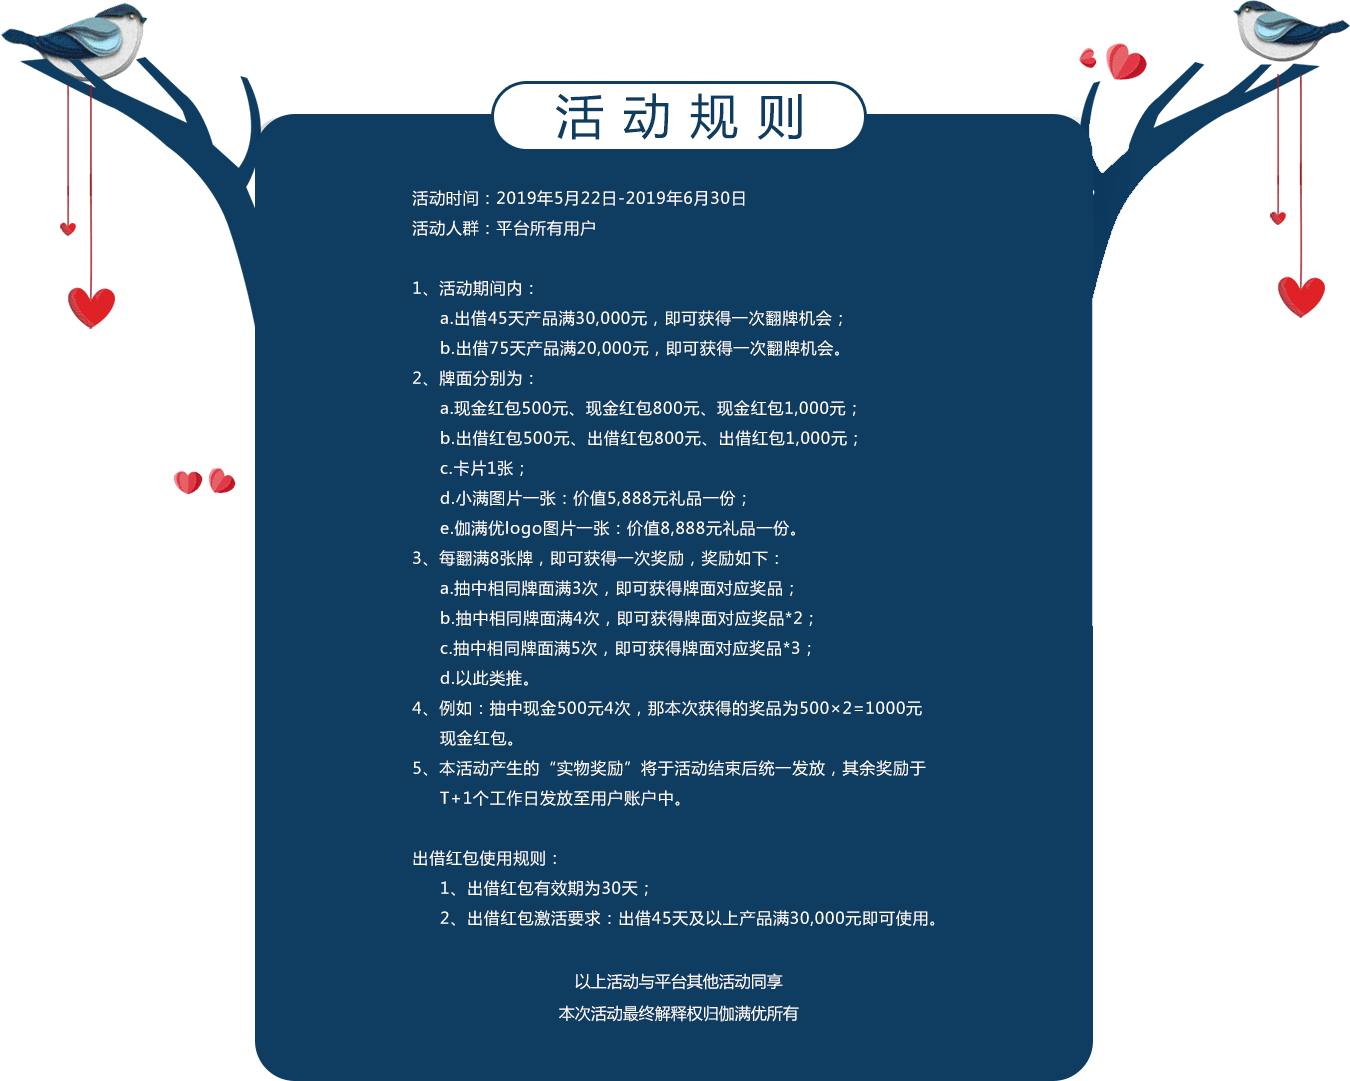 活动规则
活动时间：2019年5月22日-2019年6月30日
活动人群：平台所有用户
1、活动期间内：
a.出借45天产品满30,000元，即可获得一次翻牌机会；
b.出借75天产品满20,000元，即可获得一次翻牌机会。
2、牌面分别为：
a.现金红包500元、现金红包800元、现金红包1,000元；
b.出借红包500元、出借红包800元、出借红包1,000元；
c.卡片1张；
d.小满图片一张：价值5,888元礼品一份；
e.伽满优logo图片一张：价值8,888元礼品一份。
3、每翻满8张牌，即可获得一次奖励，奖励如下：
a.抽中相同牌面满3次，即可获得牌面对应奖品；
b.抽中相同牌面满4次，即可获得牌面对应奖品*2；
c.抽中相同牌面满5次，即可获得牌面对应奖品*3；
d.以此类推。
4、例如：抽中现金500元4次，那本次获得的奖品为500×2=1000元
现金红包。
5、本活动产生的“实物奖励”将于活动结束后统一发放，其余奖励于
T+1个工作日发放至用户账户中。
出借红包使用规则：
1、出借红包有效期为30天；
2、出借红包激活要求：出借45天及以上产品满30,000元即可使用。
以上活动与平台其他活动同享
本次活动最终解释权归伽满优所有